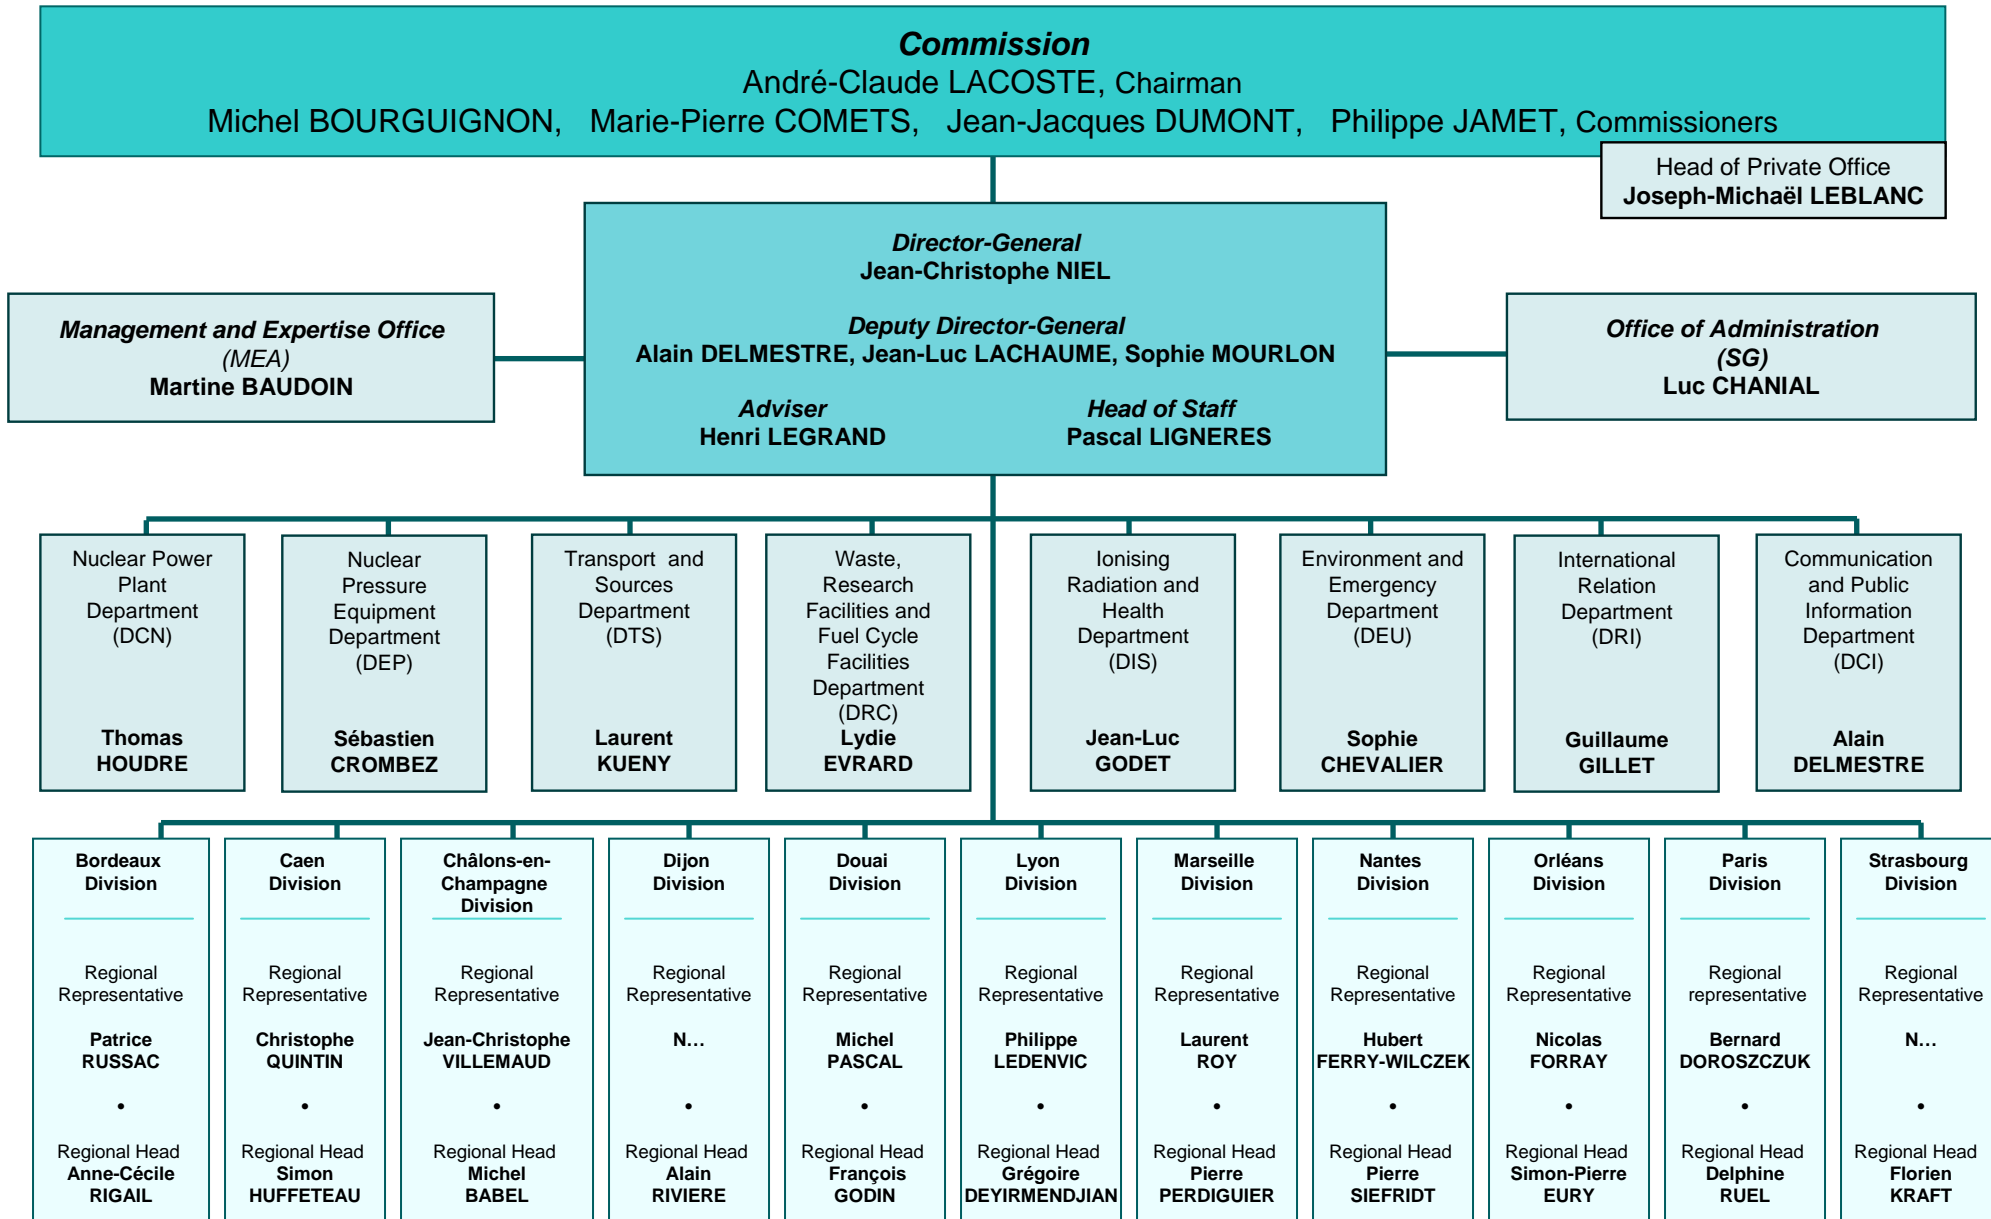 Commission
André-Claude LACOSTE, Chairman
Michel BOURGUIGNON, Marie-Pierre COMETS, Jean-Jacques DUMONT, Philippe JAMET, Commissioners
Head of Private Office
Joseph-Michaël LEBLANC
Director-General
Jean-Christophe NIEL
Deputy Director-General
Alain DELMESTRE, Jean-Luc LACHAUME, Sophie MOURLON
Adviser
Henri LEGRAND
Head of Staff
Pascal LIGNERES
Management and Expertise Office
(MEA)
Martine BAUDOIN
Office of Administration
(SG)
Luc CHANIAL
Nuclear Power
Plant
Department
(DCN)
Thomas
HOUDRE
Nuclear
Pressure
Equipment
Department
(DEP)
Sébastien
CROMBEZ
Transport and
Sources
Department
(DTS)
Laurent
KUENY
Waste,
Research
Facilities and
Fuel Cycle
Facilities
Department
(DRC)
Lydie
EVRARD
Ionising
Radiation and
Health
Department
(DIS)
Jean-Luc
GODET
Environment and
Emergency
Department
(DEU)
Sophie
CHEVALIER
International
Relation
Department
(DRI)
Guillaume
GILLET
Communication
and Public
Information
Department
(DCI)
Alain
DELMESTRE
Bordeaux
Division
Regional
Representative
Patrice
RUSSAC
•
Regional Head
Anne-Cécile
RIGAIL
Caen
Division
Regional
Representative
Christophe
QUINTIN
•
Regional Head
Simon
HUFFETEAU
Châlons-en-
Champagne
Division
Regional
Representative
Jean-Christophe
VILLEMAUD
•
Regional Head
Michel
BABEL
Dijon
Division
Regional
Representative
N…
•
Regional Head
Alain
RIVIERE
Douai
Division
Regional
Representative
Michel
PASCAL
•
Regional Head
François
GODIN
Lyon
Division
Regional
Representative
Philippe
LEDENVIC
•
Regional Head
Grégoire
DEYIRMENDJIAN
Marseille
Division
Regional
Representative
Laurent
ROY
•
Regional Head
Pierre
PERDIGUIER
Nantes
Division
Regional
Representative
Hubert
FERRY-WILCZEK
•
Regional Head
Pierre
SIEFRIDT
Orléans
Division
Regional
Representative
Nicolas
FORRAY
•
Regional Head
Simon-Pierre
EURY
Paris
Division
Regional
representative
Bernard
DOROSZCZUK
•
Regional Head
Delphine
RUEL
Strasbourg
Division
Regional
Representative
N…
•
Regional Head
Florien
KRAFT